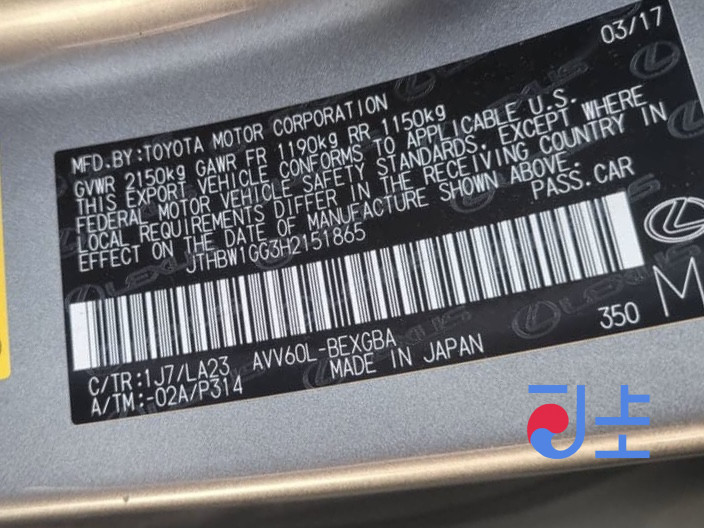 03/17
MFD.BY:TOYOTA MOTOR CORPORATION
GVWR 2150kg GAWR FR 1190kg RR 1150kg
THIS EXPORT VEHICLE CONFORMS TO APPLICABLE U.S.
FEDERAL MOTOR VEHICLE SAFETY STANDARDS, EXCEPT WHERE
LOCAL REQUIREMENTS DIFFER IN THE RECEIVING COUNTRY IN
EFFECT ON THE DATE OF MANUFACTURE SHOWN ABOVE.
JTHBW1GG3H2151865 PASS.CAR
C/TR:1J7/LA23 AVV60L-BEXGBA 350 M
A/TM:-02A/P314 MADE IN JAPAN
LEXUS